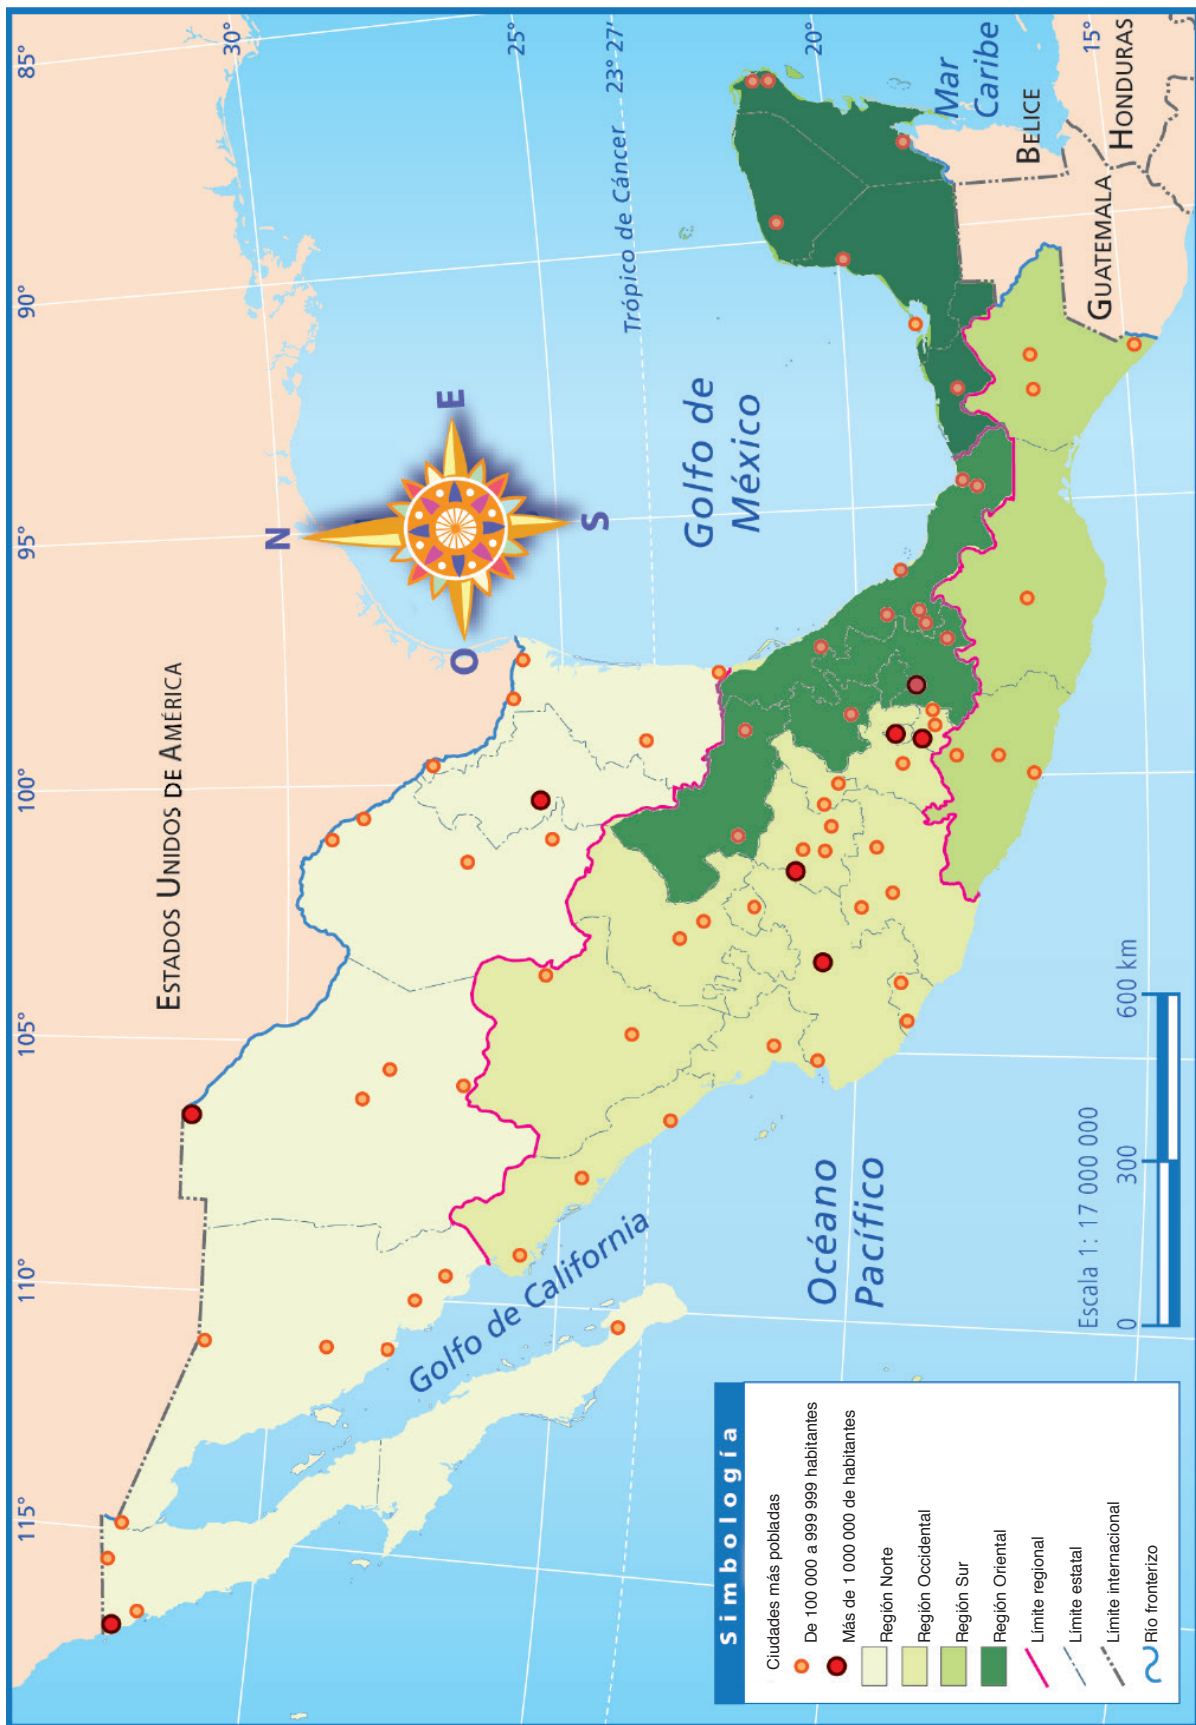 115°
110°
105°
100°
95°
90°
85°
30°
25°
23° 27′
20°
15°
ESTADOS UNIDOS DE AMÉRICA
N
E
S
O
Golfo de
México
Trópico de Cáncer
Mar
Caribe
BELICE
GUATEMALA
HONDURAS
Golfo de California
Océano
Pacífico
Escala 1: 17 000 000
0
300
600 km
Simbología
Ciudades más pobladas
De 100 000 a 999 999 habitantes
Más de 1 000 000 de habitantes
Región Norte
Región Occidental
Región Sur
Región Oriental
Límite regional
Límite estatal
Límite internacional
Río fronterizo